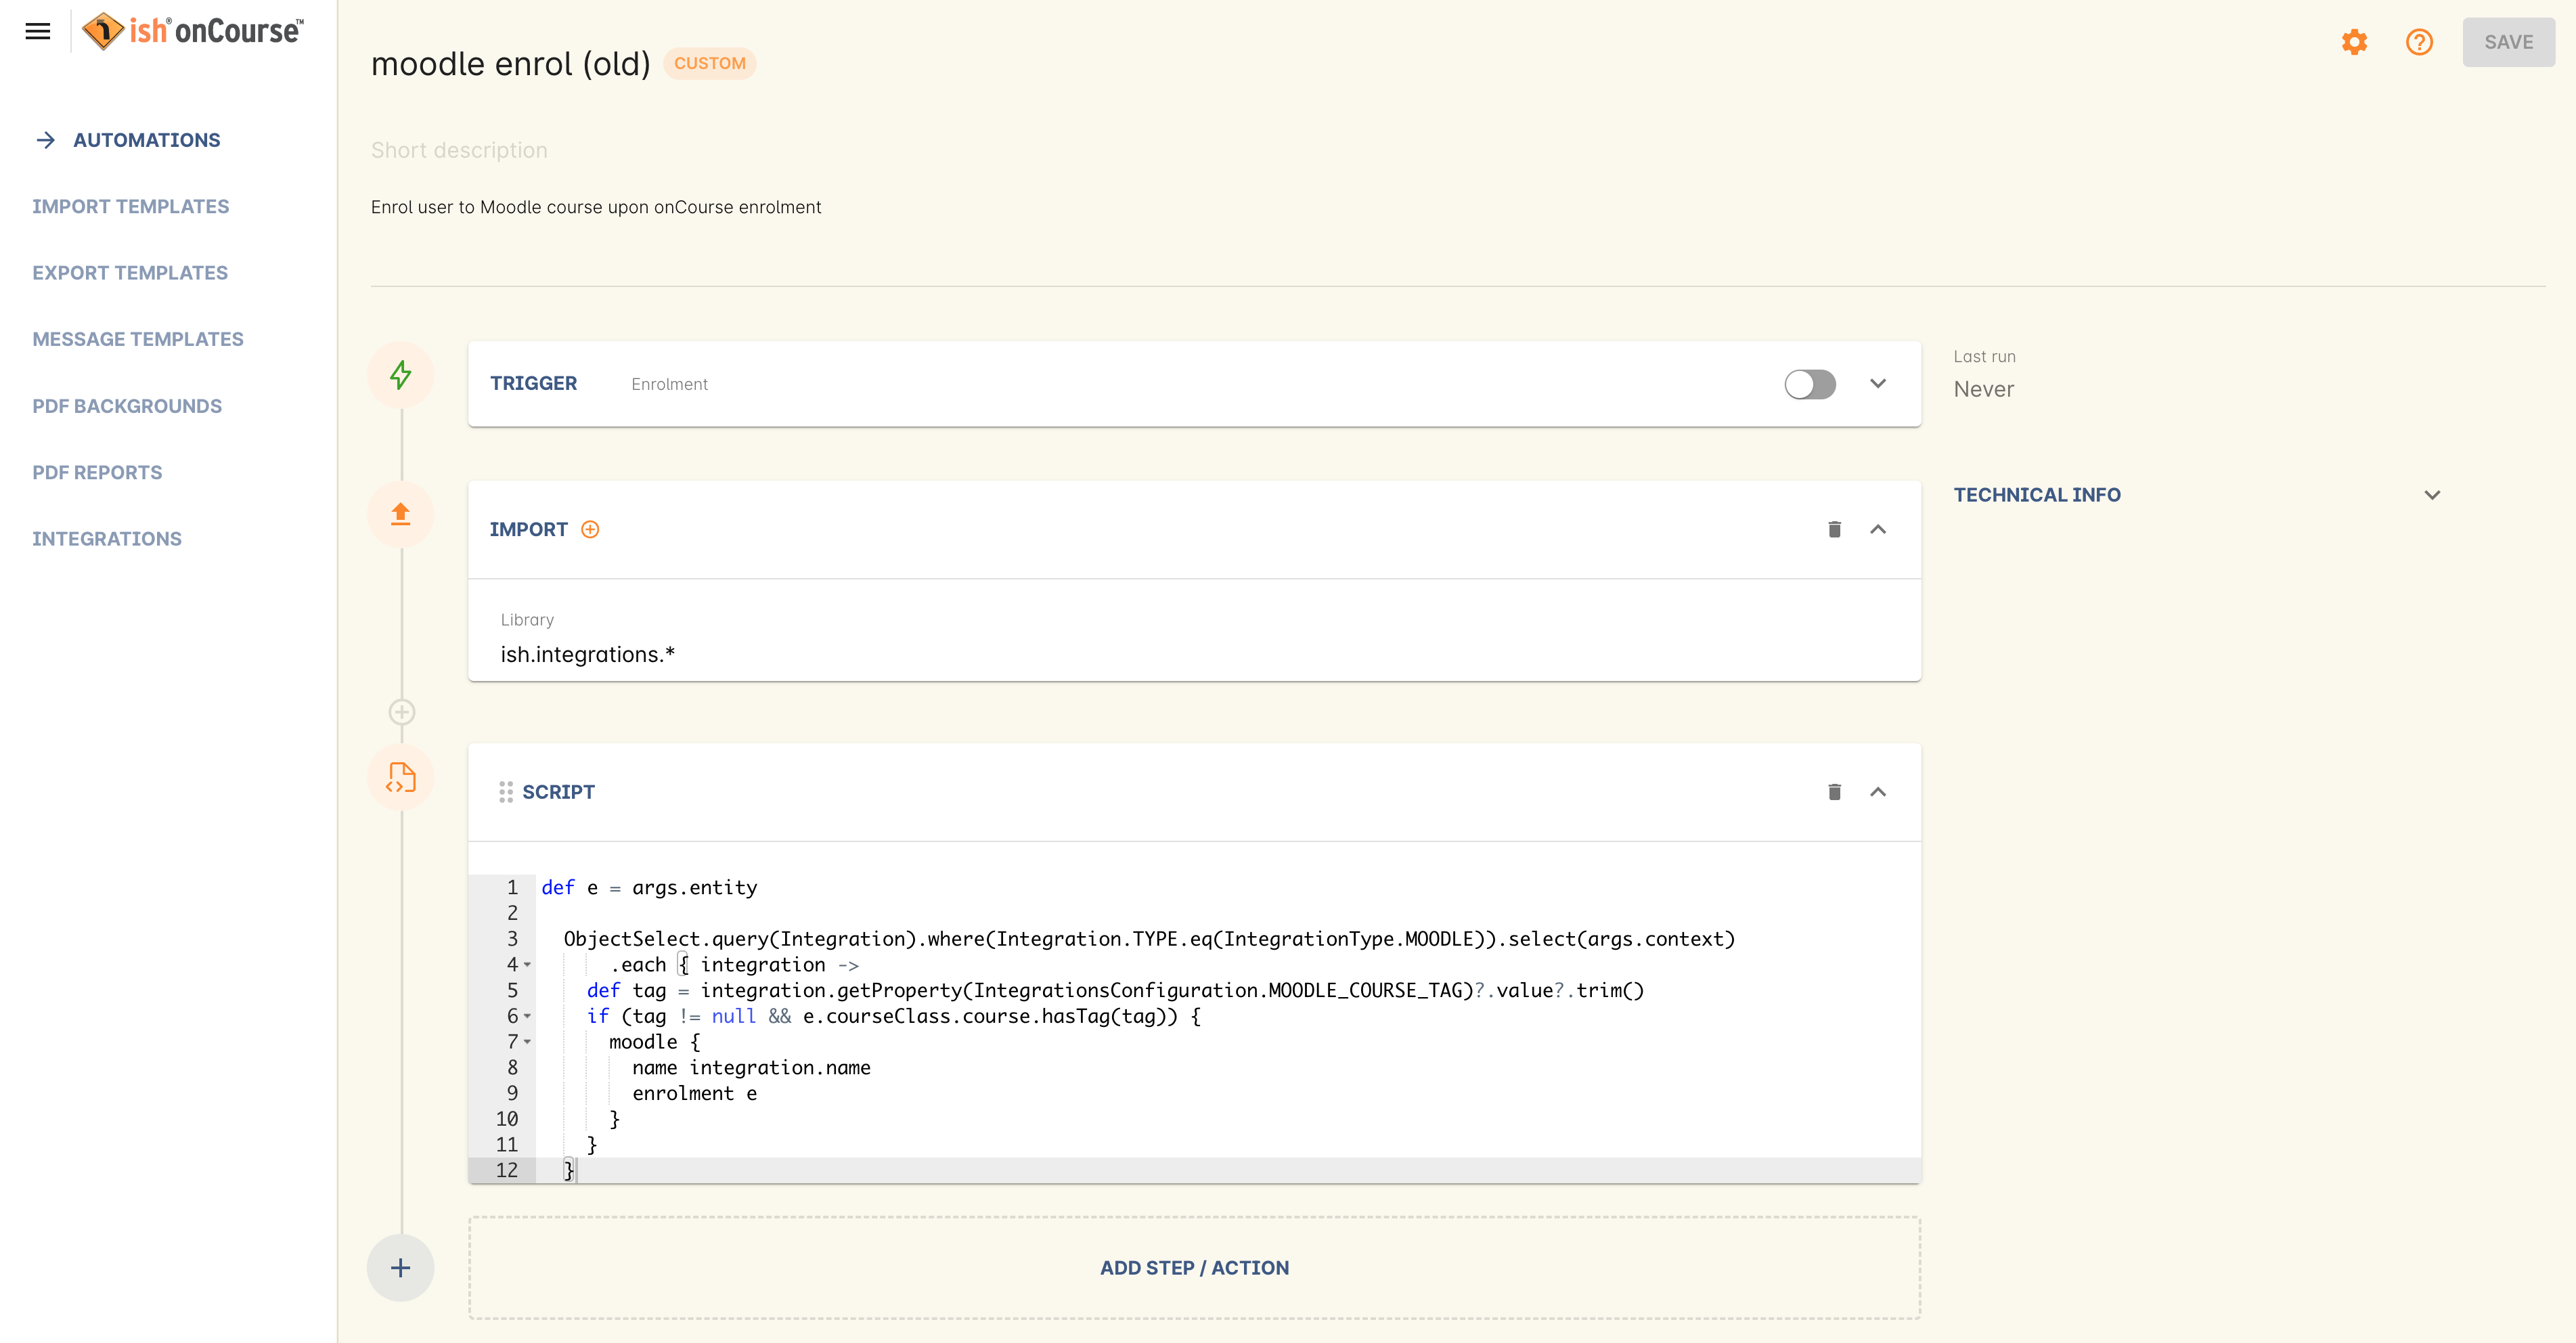 ish® onCourse™
AUTOMATIONS
IMPORT TEMPLATES
EXPORT TEMPLATES
MESSAGE TEMPLATES
PDF BACKGROUNDS
PDF REPORTS
INTEGRATIONS
moodle enrol (old) CUSTOM
SAVE
Short description
Enrol user to Moodle course upon onCourse enrolment
TRIGGER Enrolment
Last run
Never
IMPORT
TECHNICAL INFO
Library
ish.integrations.*
SCRIPT
1 def e = args.entity
2
3 ObjectSelect.query(Integration).where(Integration.TYPE.eq(IntegrationType.MOODLE)).select(args.context)
4 .each { integration ->
5 def tag = integration.getProperty(IntegrationsConfiguration.MOODLE_COURSE_TAG)?.value?.trim()
6 if (tag != null && e.courseClass.course.hasTag(tag)) {
7 moodle {
8 name integration.name
9 enrolment e
10 }
11 }
12 }
ADD STEP / ACTION